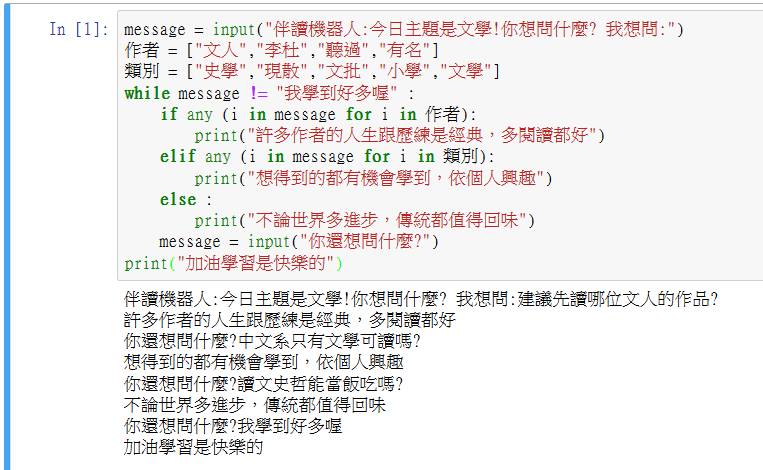 In [1]: message = input("伴讀機器人:今日主題是文學!你想問什麼? 我想問:")
作者 = ["文人","李杜","聽過","有名"]
類別 = ["史學","現散","文批","小學","文學"]
while message != "我學到好多喔" :
    if any (i in message for i in 作者):
        print("許多作者的人生跟歷練是經典，多閱讀都好")
    elif any (i in message for i in 類別):
        print("想得到的都有機會學到，依個人興趣")
    else :
        print("不論世界多進步，傳統都值得回味")
    message = input("你還想問什麼?")
print("加油學習是快樂的")
伴讀機器人:今日主題是文學!你想問什麼? 我想問:建議先讀哪位文人的作品?
許多作者的人生跟歷練是經典，多閱讀都好
你還想問什麼?中文系只有文學可讀嗎?
想得到的都有機會學到，依個人興趣
你還想問什麼?讀文史哲能當飯吃嗎?
不論世界多進步，傳統都值得回味
你還想問什麼?我學到好多喔
加油學習是快樂的